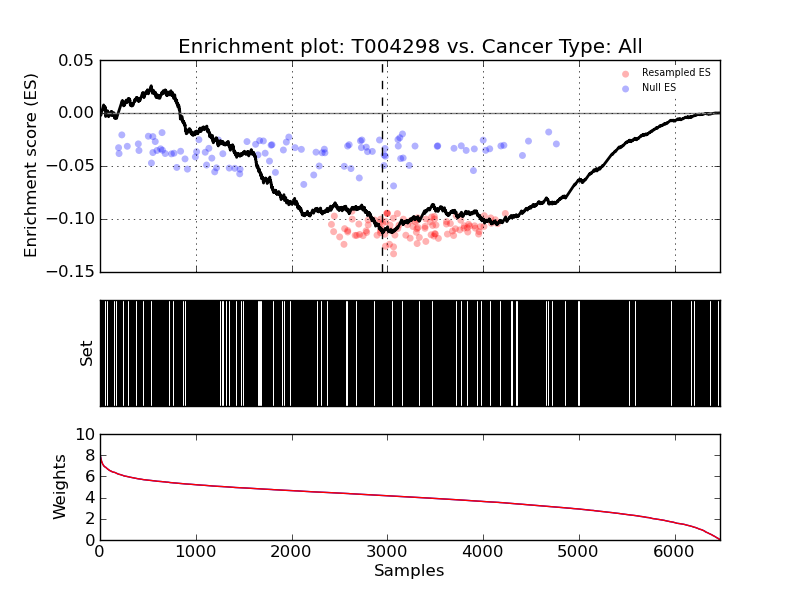 Enrichment plot: T004298 vs. Cancer Type: All
Enrichment score (ES)
0.05
0.00
−0.05
−0.10
−0.15
Resampled ES
Null ES
Set
Weights
10
8
6
4
2
0
0 1000 2000 3000 4000 5000 6000
Samples